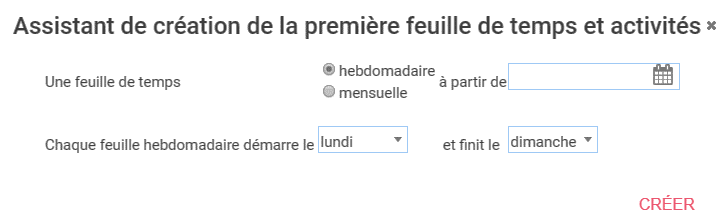 Assistant de création de la première feuille de temps et activités
Une feuille de temps
hebdomadaire
mensuelle
à partir de
Chaque feuille hebdomadaire démarre le lundi et finit le dimanche
CRÉER